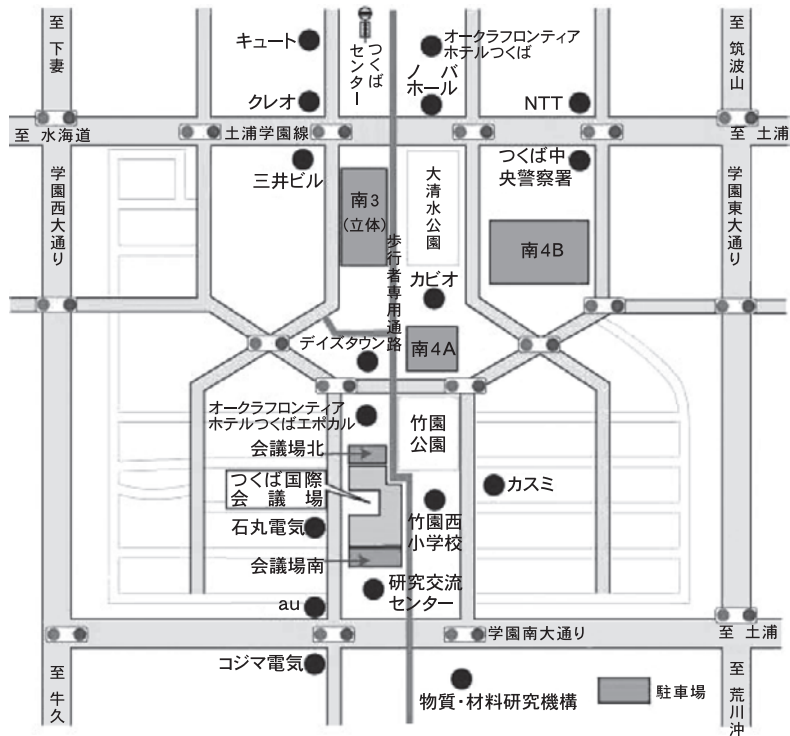 至 下妻
キュート
つくば
センター
オークラフロンティア
ホテルつくば
至 筑波山
クレオ
ノバ
ホール
NTT
至 水海道
土浦学園線
至 土浦
三井ビル
つくば中
央警察署
学園西大通り
南3
(立体)
大清水公園
学園東大通り
歩行者専用通路
南4B
カピオ
デイズタウン
南4A
オークラフロンティア
ホテルつくばエポカル
竹園
公園
会議場北
つくば国際
会議場
カスミ
石丸電気
竹園西
小学校
会議場南
研究交流
センター
au
学園南大通り
至 土浦
コジマ電気
至 牛久
物質・材料研究機構
駐車場
至 荒川沖